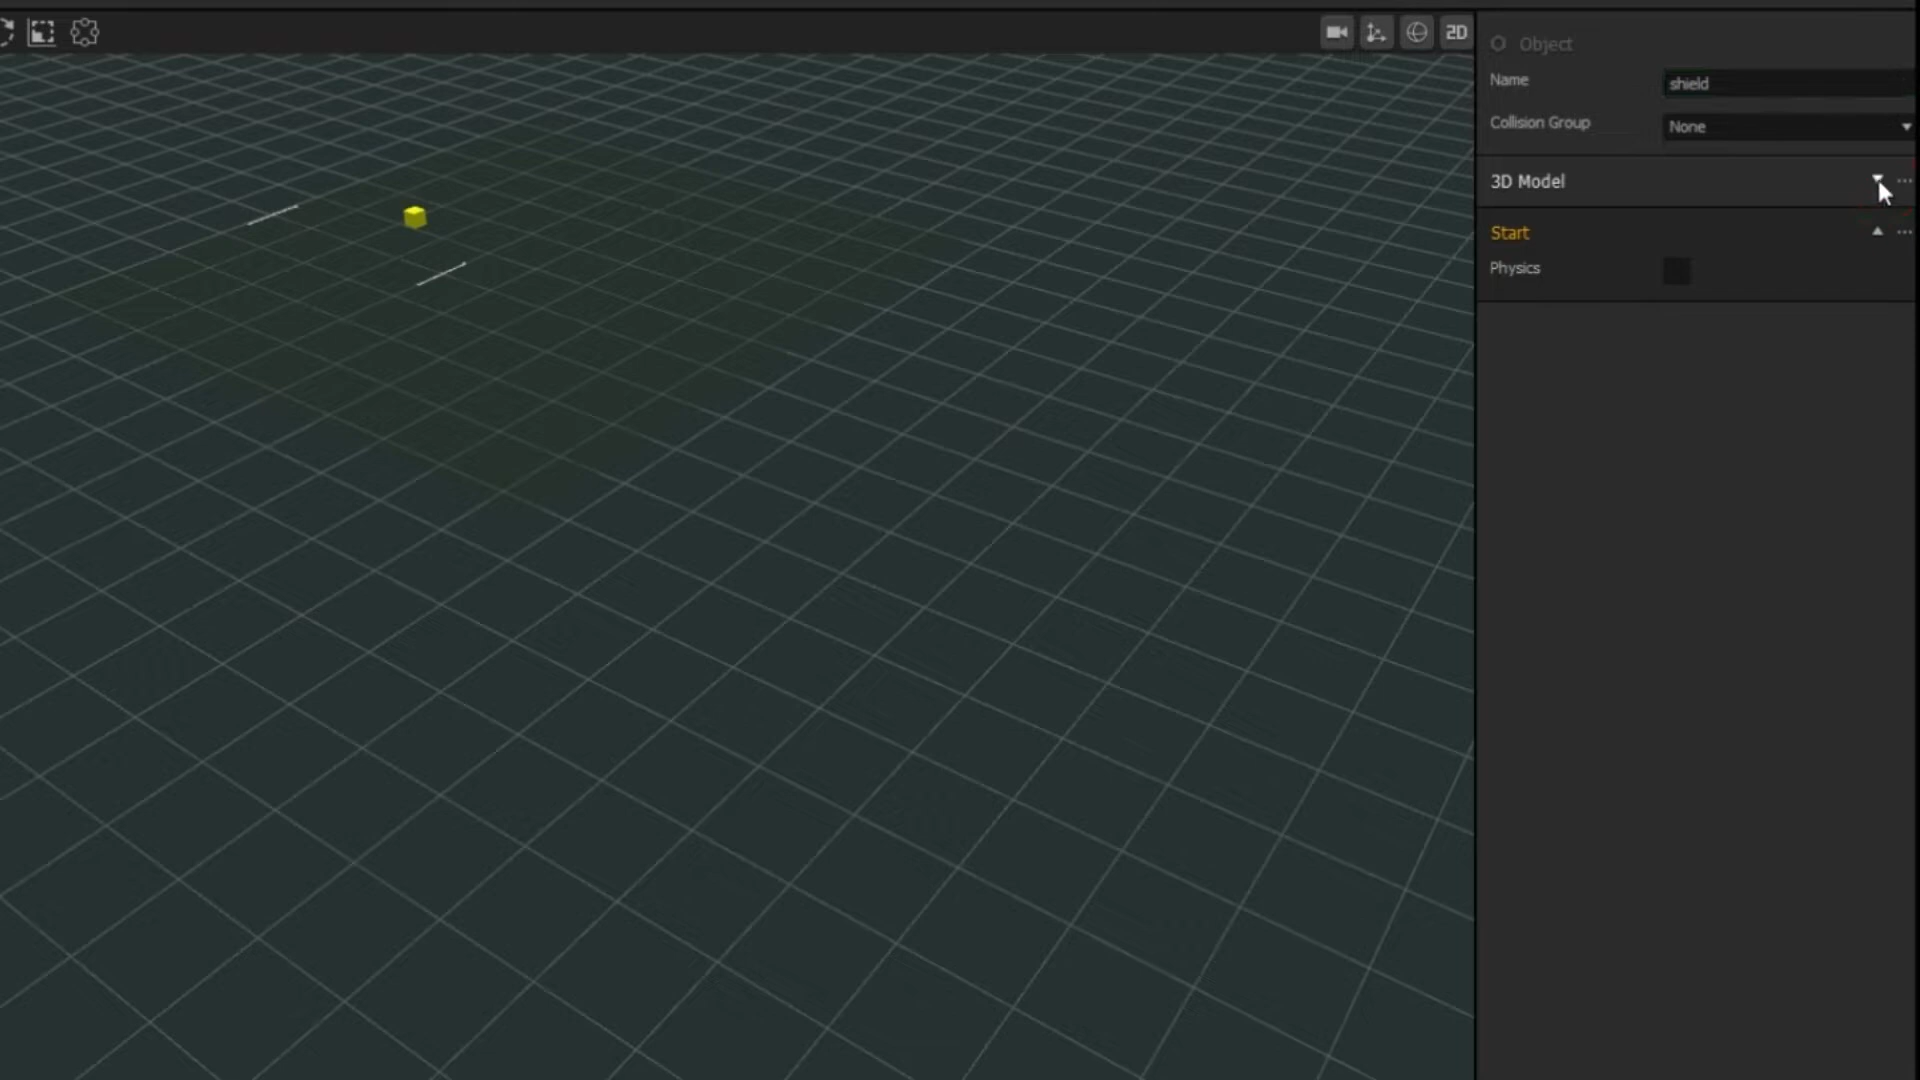 2D
Object
Name
shield
Collision Group
None
3D Model
Start
Physics